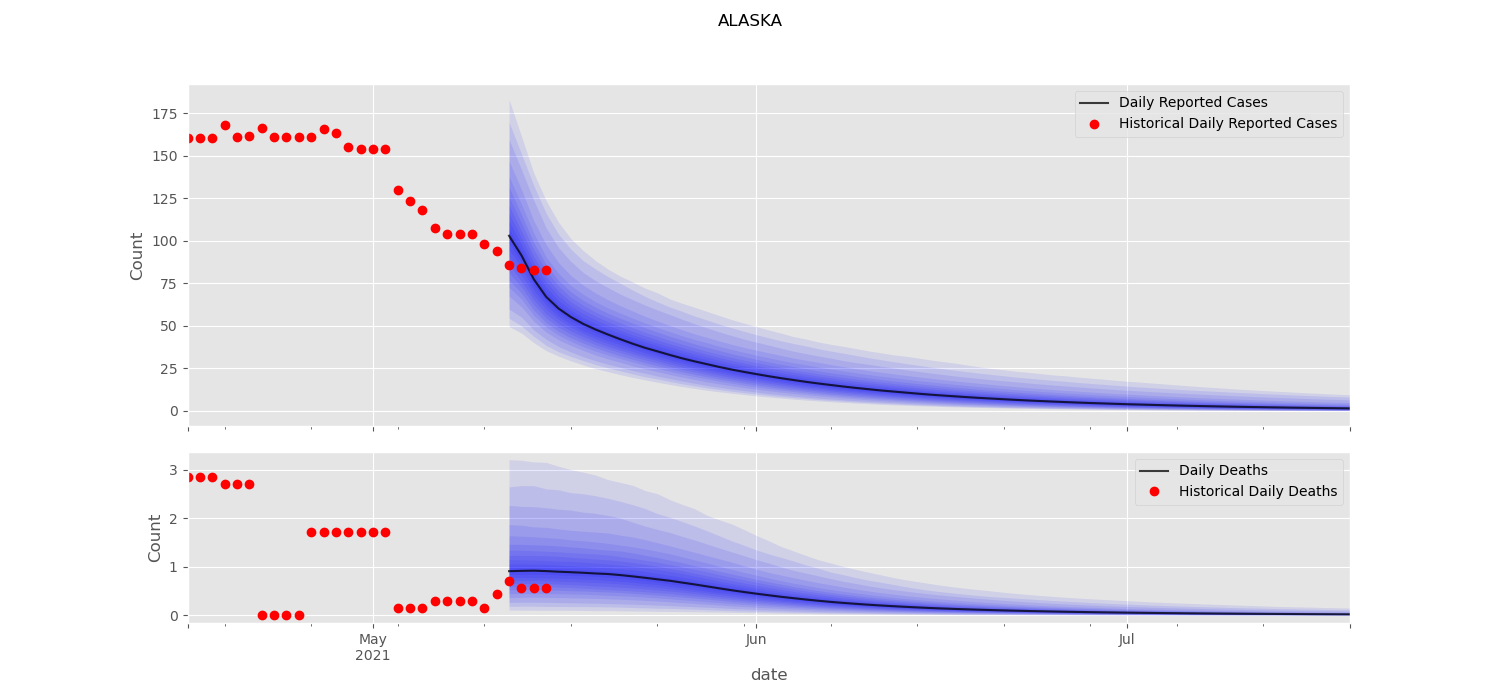 ALASKA
Daily Reported Cases
Historical Daily Reported Cases
175
150
125
100
75
50
25
0
Count
Daily Deaths
Historical Daily Deaths
3
2
1
0
Count
May Jun Jul
2021
date